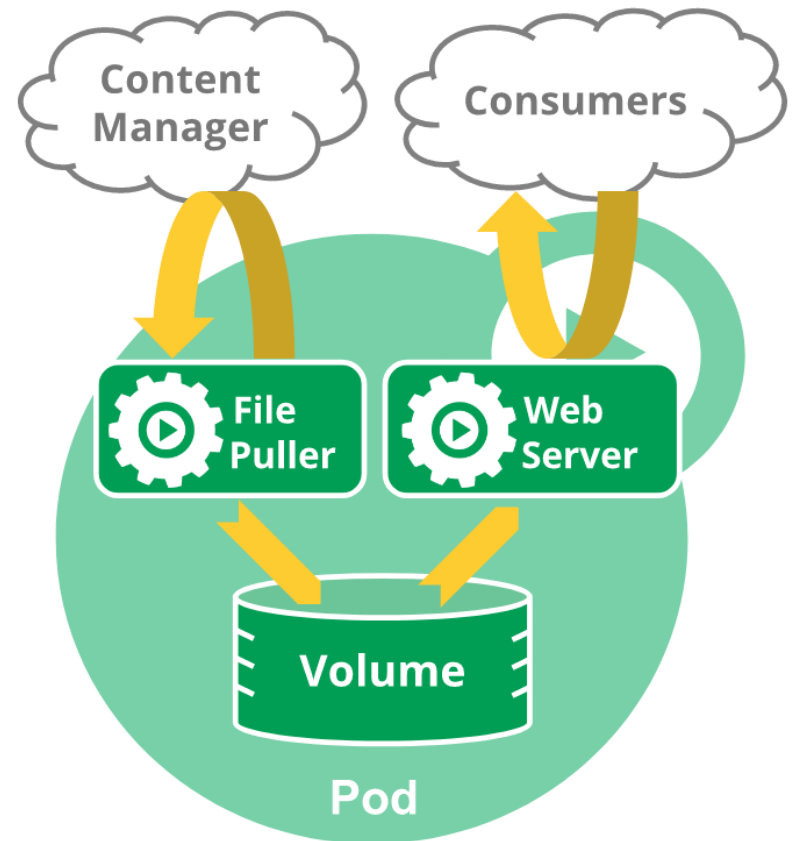 Content
Manager
Consumers
File
Puller
Web
Server
Volume
Pod